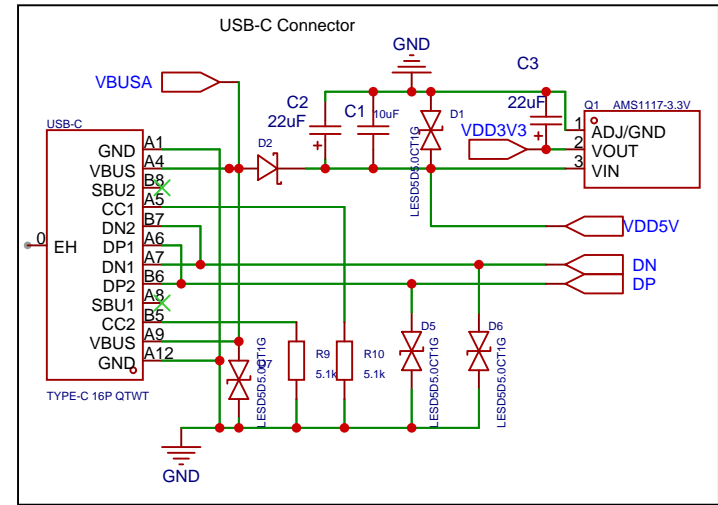 USB-C Connector
GND
C3
VBUSA
C2
22uF
C1
10uF
D1
LESD5D5.0CT1G
22uF
+
Q1
AMS1117-3.3V
1
ADJ/GND
2
VOUT
3
VIN
VDD3V3
USB-C
D2
+
GND
A1
VBUS
A4
SBU2
B8
CC1
A5
DN2
B7
DP1
A6
0
EH
DN1
A7
DP2
B6
SBU1
A8
CC2
B5
VBUS
A9
GND
A12
VDD5V
DN
DP
D7
LESD5D5.0CT1G
R9
5.1k
R10
5.1k
D5
LESD5D5.0CT1G
D6
LESD5D5.0CT1G
TYPE-C 16P QTWT
GND